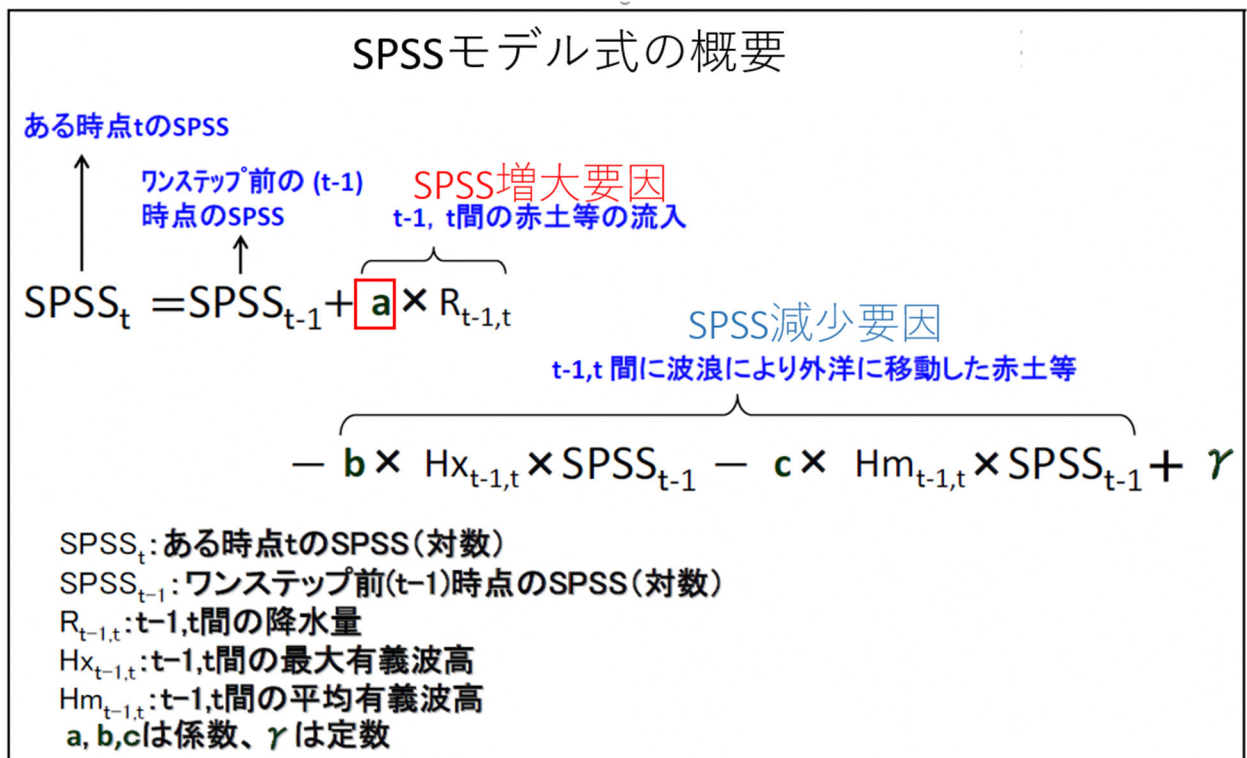 SPSSモデル式の概要
ある時点tのSPSS
ワンステップ前の (t-1)
時点のSPSS
SPSS増大要因
t-1, t間の赤土等の流入
SPSSt =SPSSt-1+ a × Rt-1,t
SPSS減少要因
t-1,t 間に波浪により外洋に移動した赤土等
− b × Hxt-1,t × SPSSt-1 − c × Hmt-1,t × SPSSt-1 + γ
SPSSt:ある時点tのSPSS(対数)
SPSSt-1:ワンステップ前(t-1)時点のSPSS(対数)
Rt-1,t:t-1,t間の降水量
Hxt-1,t:t-1,t間の最大有義波高
Hmt-1,t:t-1,t間の平均有義波高
a, b,cは係数、γは定数